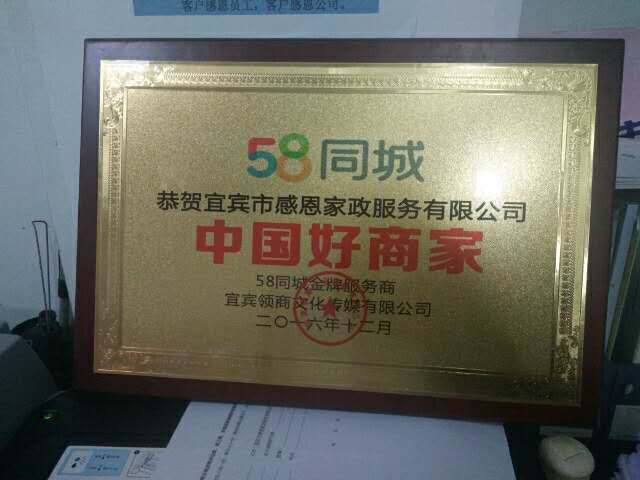 客户感恩员工，客户感恩公司。
58同城
恭贺宜宾市感恩家政服务有限公司
中国好商家
58同城金牌服务商
宜宾领商文化传媒有限公司
二〇一六年十二月